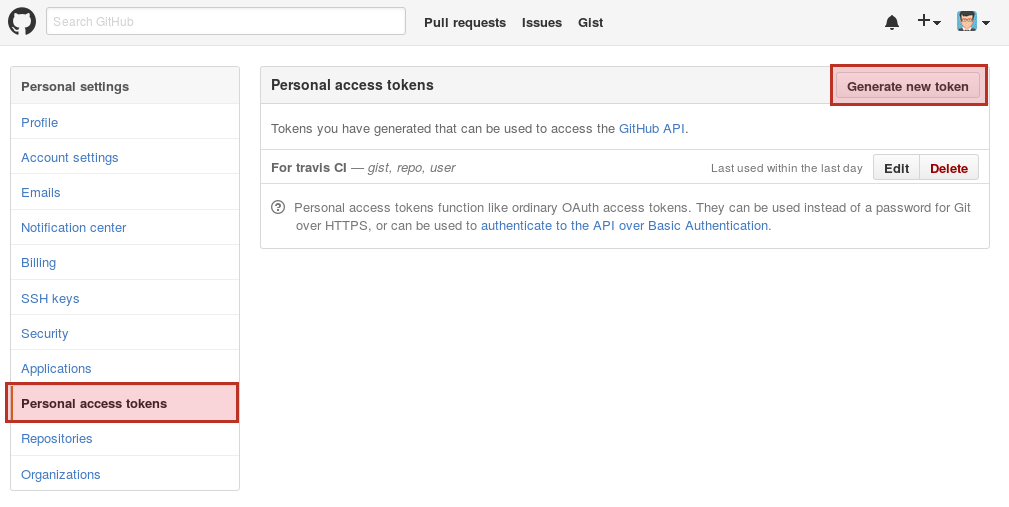 Search GitHub
Pull requests Issues Gist
Personal settings
Profile
Account settings
Emails
Notification center
Billing
SSH keys
Security
Applications
Personal access tokens
Repositories
Organizations
Personal access tokens
Generate new token
Tokens you have generated that can be used to access the GitHub API.
For travis CI — gist, repo, user
Last used within the last day
Edit Delete
Personal access tokens function like ordinary OAuth access tokens. They can be used instead of a password for Git
over HTTPS, or can be used to authenticate to the API over Basic Authentication.